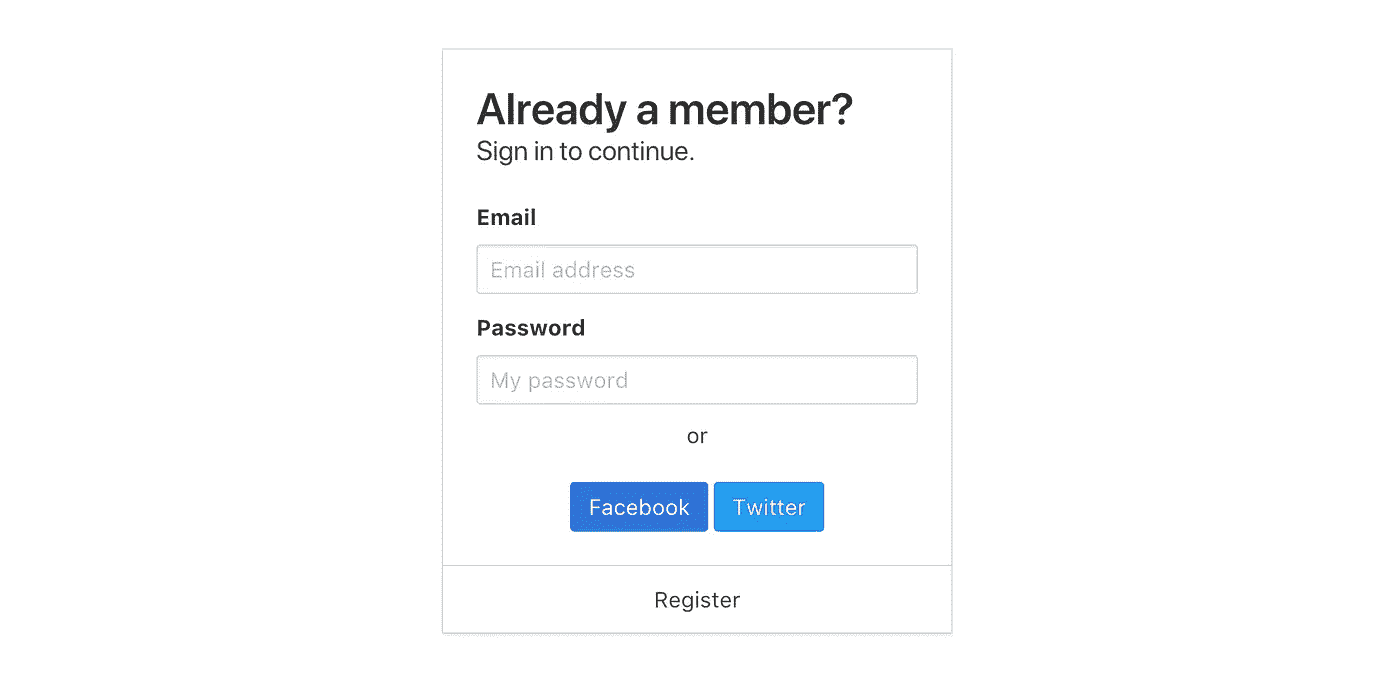 Already a member?
Sign in to continue.
Email
Email address
Password
My password
or
Facebook Twitter
Register